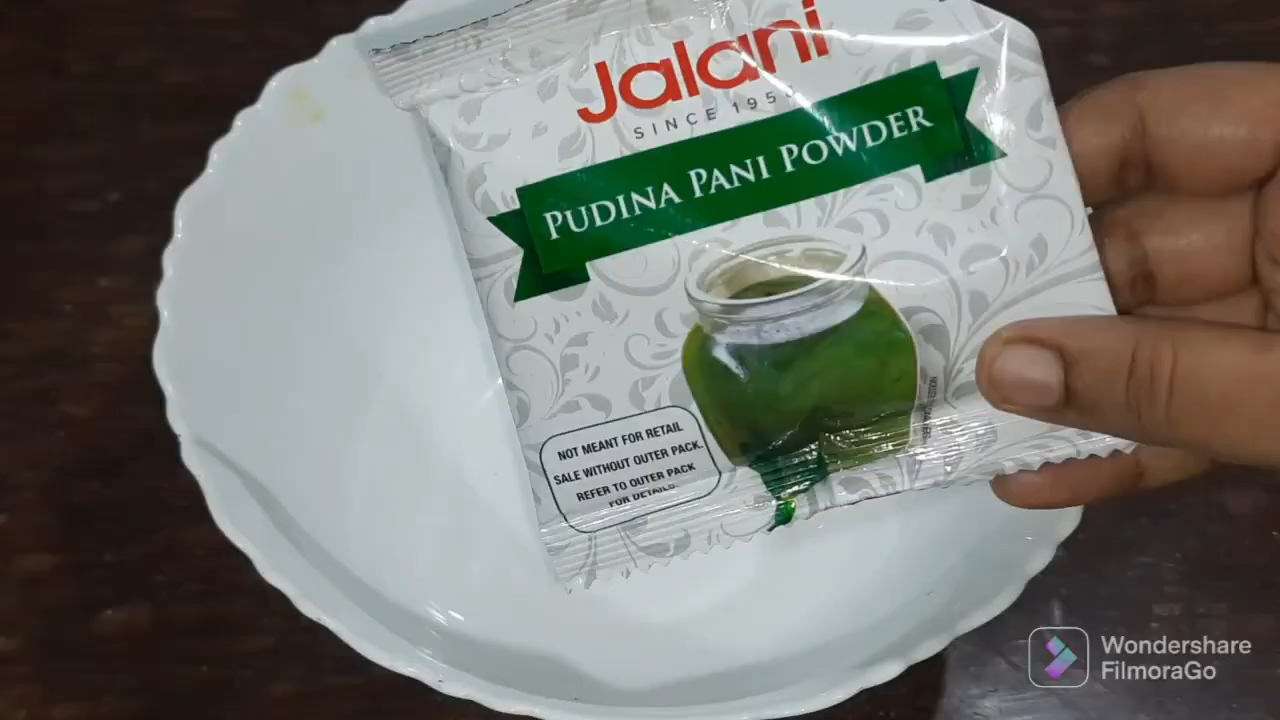 Jalani
SINCE 195
PUDINA PANI POWDER
NOT MEANT FOR RETAIL
SALE WITHOUT OUTER PACK.
REFER TO OUTER PACK
FOR DETAILS.
Wondershare
FilmoraGo